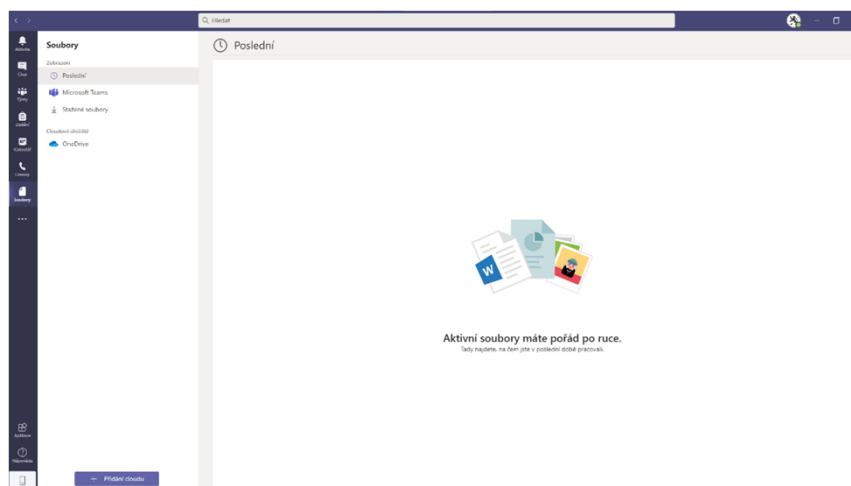 Hledat
Aktivita
Chat
Týmy
Zadání
Kalendář
Hovory
Soubory
Aplikace
Nápověda
Soubory
Zobrazení
Poslední
Microsoft Teams
Stažené soubory
Cloudové úložiště
OneDrive
+ Přidání cloudu
Poslední
W
Aktivní soubory máte pořád po ruce.
Tady najdete, na čem jste v poslední době pracovali.